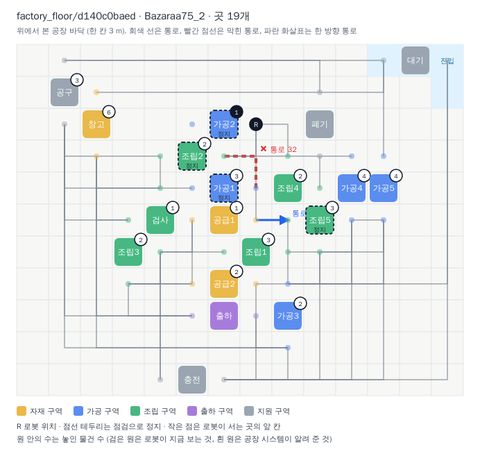 factory_floor/d140c0baed · Bazaraa75_2 · 곳 19개
위에서 본 공장 바닥 (한 칸 3 m). 회색 선은 통로, 빨간 점선은 막힌 통로, 파란 화살표는 한 방향 통로
대기
진입
공구
3
창고
6
가공2
1
정지
R
폐기
조립2
2
정지
✖ 통로 32
가공1
3
정지
조립4
2
가공4
4
가공5
4
검사
1
공급1
1
통로
조립5
3
정지
조립3
2
조립1
3
공급2
2
출하
가공3
2
충전
자재 구역
가공 구역
조립 구역
출하 구역
지원 구역
R 로봇 위치 · 점선 테두리는 점검으로 정지 · 작은 점은 로봇이 서는 곳의 앞 칸
원 안의 수는 놓인 물건 수 (검은 원은 로봇이 지금 보는 것, 흰 원은 공장 시스템이 알려 준 것)